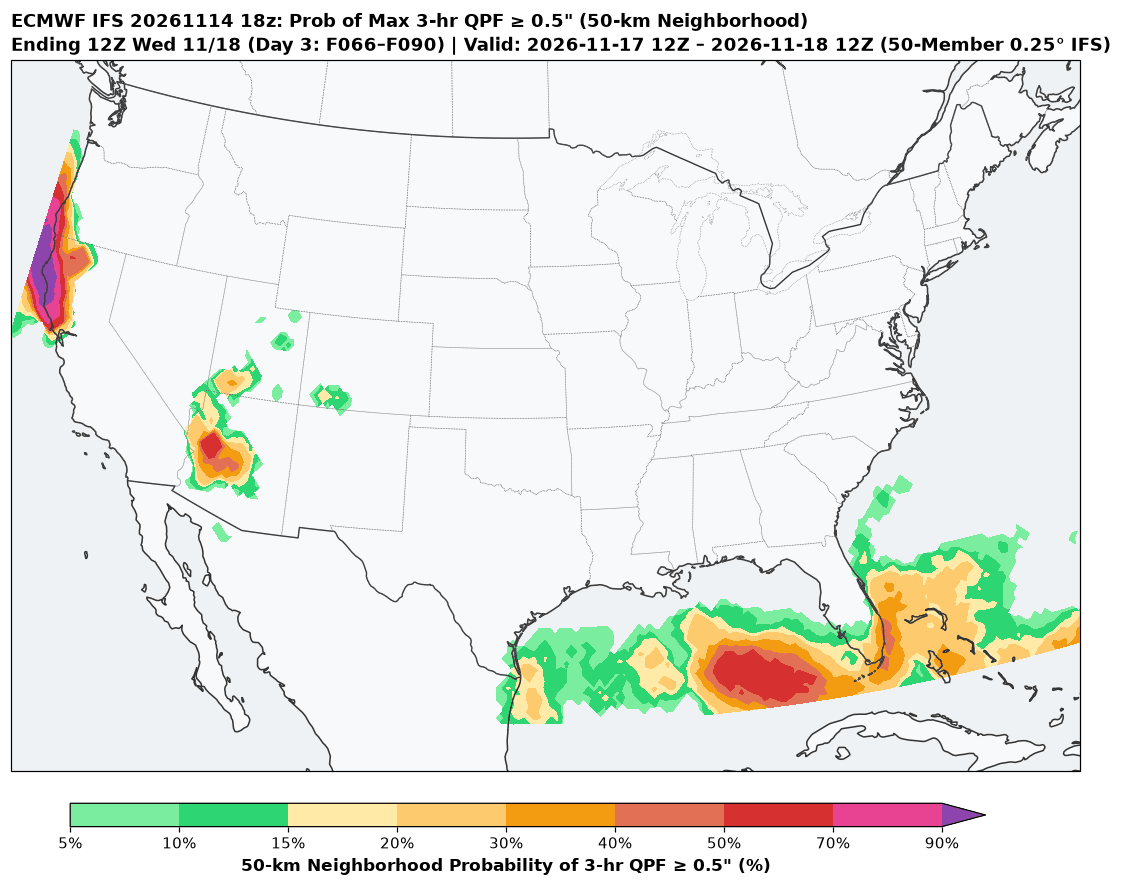 ECMWF IFS 20261114 18z: Prob of Max 3-hr QPF ≥ 0.5" (50-km Neighborhood)
Ending 12Z Wed 11/18 (Day 3: F066–F090) | Valid: 2026-11-17 12Z – 2026-11-18 12Z (50-Member 0.25° IFS)
5% 10% 15% 20% 30% 40% 50% 70% 90%
50-km Neighborhood Probability of 3-hr QPF ≥ 0.5" (%)